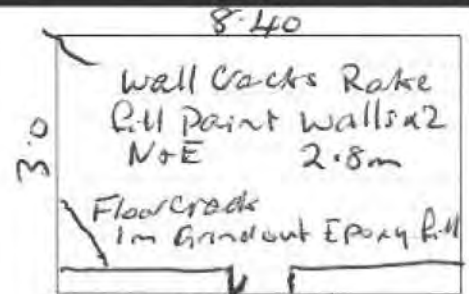 8.40
Wall Cracks Rake
fill Paint Walls x2
N+E 2.8m
3.0
Floor Crack
1m Grind out Epoxy fill